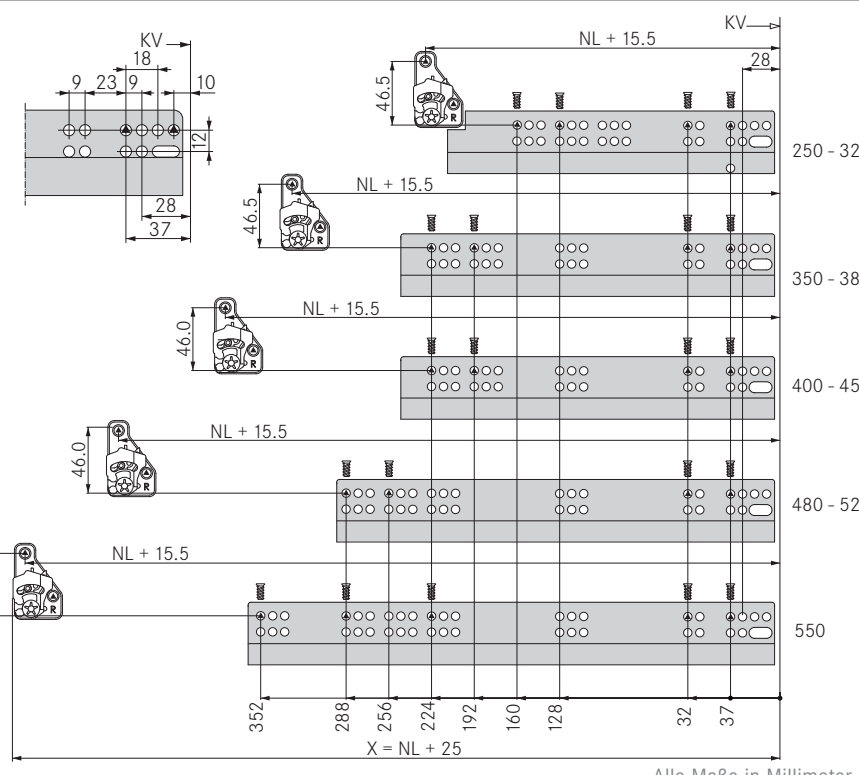 KV
18
9 23 9 10
12
28
37
KV
NL + 15.5
28
46.5
R
250 - 32
NL + 15.5
46.5
R
350 - 38
NL + 15.5
46.0
R
400 - 45
NL + 15.5
46.0
R
480 - 52
NL + 15.5
R
550
352 288 256 224 192 160 128 32 37
X = NL + 25
Alle Maße in Millimeter